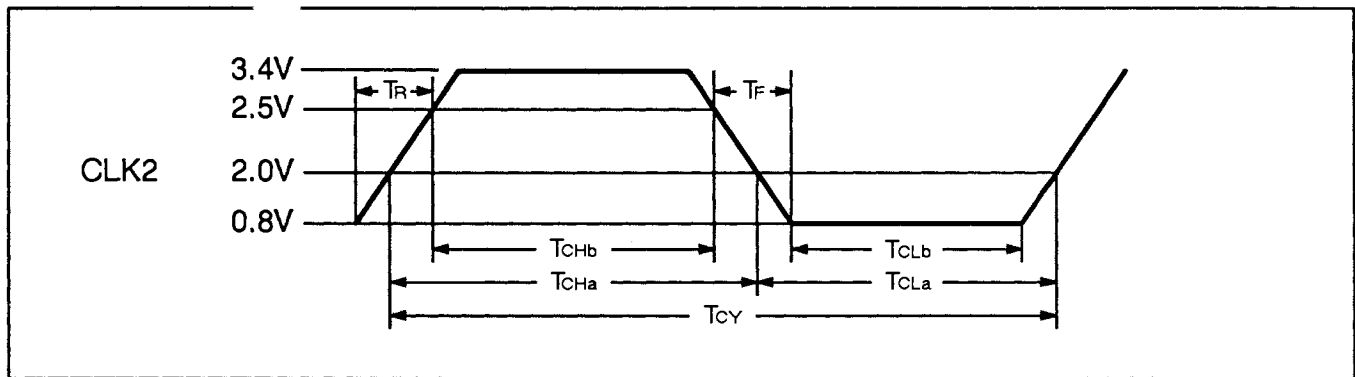 3.4V
TR
TF
2.5V
CLK2
2.0V
0.8V
TCHb
TCLb
TCHa
TCLa
TCY